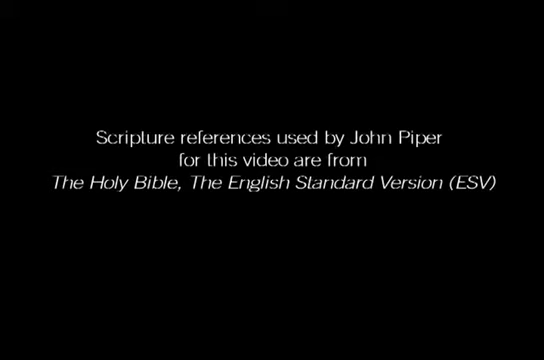 Scripture references used by John Piper
for this video are from
The Holy Bible, The English Standard Version (ESV)